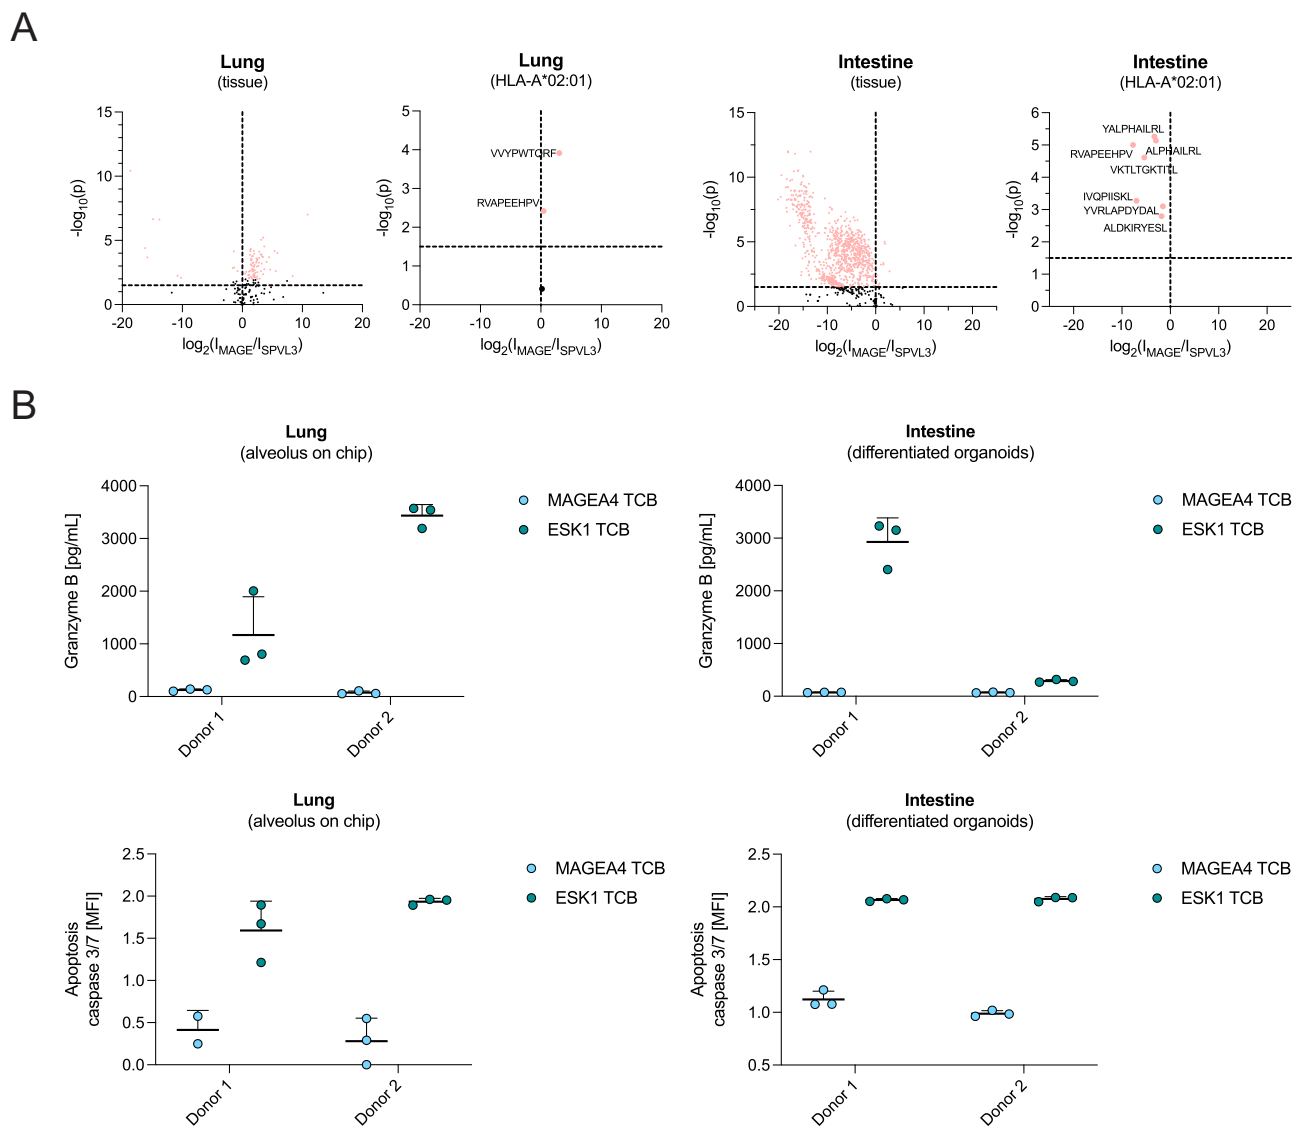 A
Lung
(tissue)
15
10
5
0
-20
-10
0
10
20
-log10(p)
log2(IMAGE/ISPVL3)
Lung
(HLA-A*02:01)
5
4
3
2
1
0
-20
-10
0
10
20
-log10(p)
log2(IMAGE/ISPVL3)
VVYPWTQRF
RVAPEEHPV
Intestine
(tissue)
15
10
5
0
-20
-10
0
10
20
-log10(p)
log2(IMAGE/ISPVL3)
Intestine
(HLA-A*02:01)
6
5
4
3
2
1
0
-20
-10
0
10
20
-log10(p)
log2(IMAGE/ISPVL3)
YALPHAILRL
RVAPEEHPV
ALPHAILRL
VKTLTGKTITL
IVQPIISKL
YVRLAPDYDAL
ALDKIRYESL
B
Lung
(alveolus on chip)
4000
3000
2000
1000
0
Granzyme B [pg/mL]
Donor 1
Donor 2
MAGEA4 TCB
ESK1 TCB
Intestine
(differentiated organoids)
4000
3000
2000
1000
0
Granzyme B [pg/mL]
Donor 1
Donor 2
MAGEA4 TCB
ESK1 TCB
Lung
(alveolus on chip)
2.5
2.0
1.5
1.0
0.5
0.0
Apoptosis
caspase 3/7 [MFI]
Donor 1
Donor 2
MAGEA4 TCB
ESK1 TCB
Intestine
(differentiated organoids)
2.5
2.0
1.5
1.0
0.5
Apoptosis
caspase 3/7 [MFI]
Donor 1
Donor 2
MAGEA4 TCB
ESK1 TCB